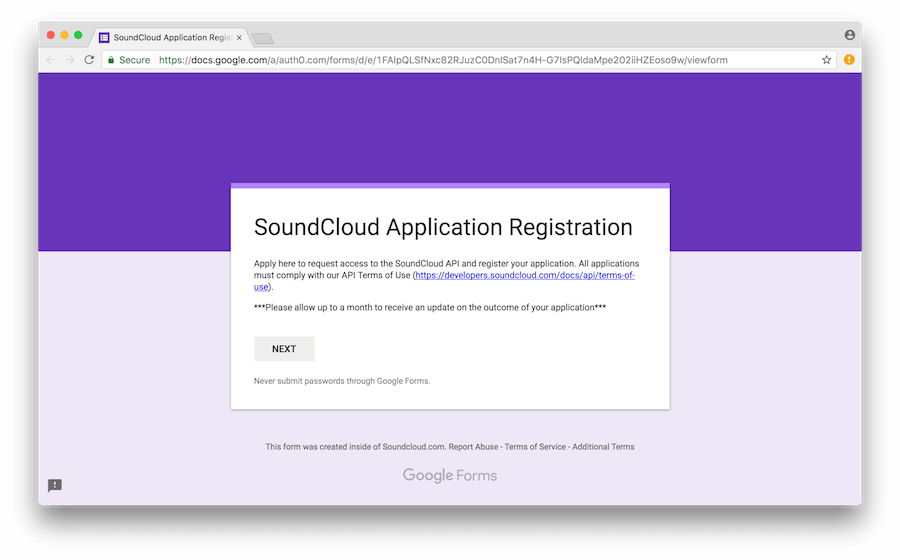 SoundCloud Application Regist
Secure https://docs.google.com/a/auth0.com/forms/d/e/1FAIpQLSfNxc82RJuzC0DnISat7n4H-G7IsPQIdaMpe202iiHZEoso9w/viewform
SoundCloud Application Registration
Apply here to request access to the SoundCloud API and register your application. All applications
must comply with our API Terms of Use (https://developers.soundcloud.com/docs/api/terms-of-
use).
***Please allow up to a month to receive an update on the outcome of your application***
NEXT
Never submit passwords through Google Forms.
This form was created inside of Soundcloud.com. Report Abuse - Terms of Service - Additional Terms
Google Forms